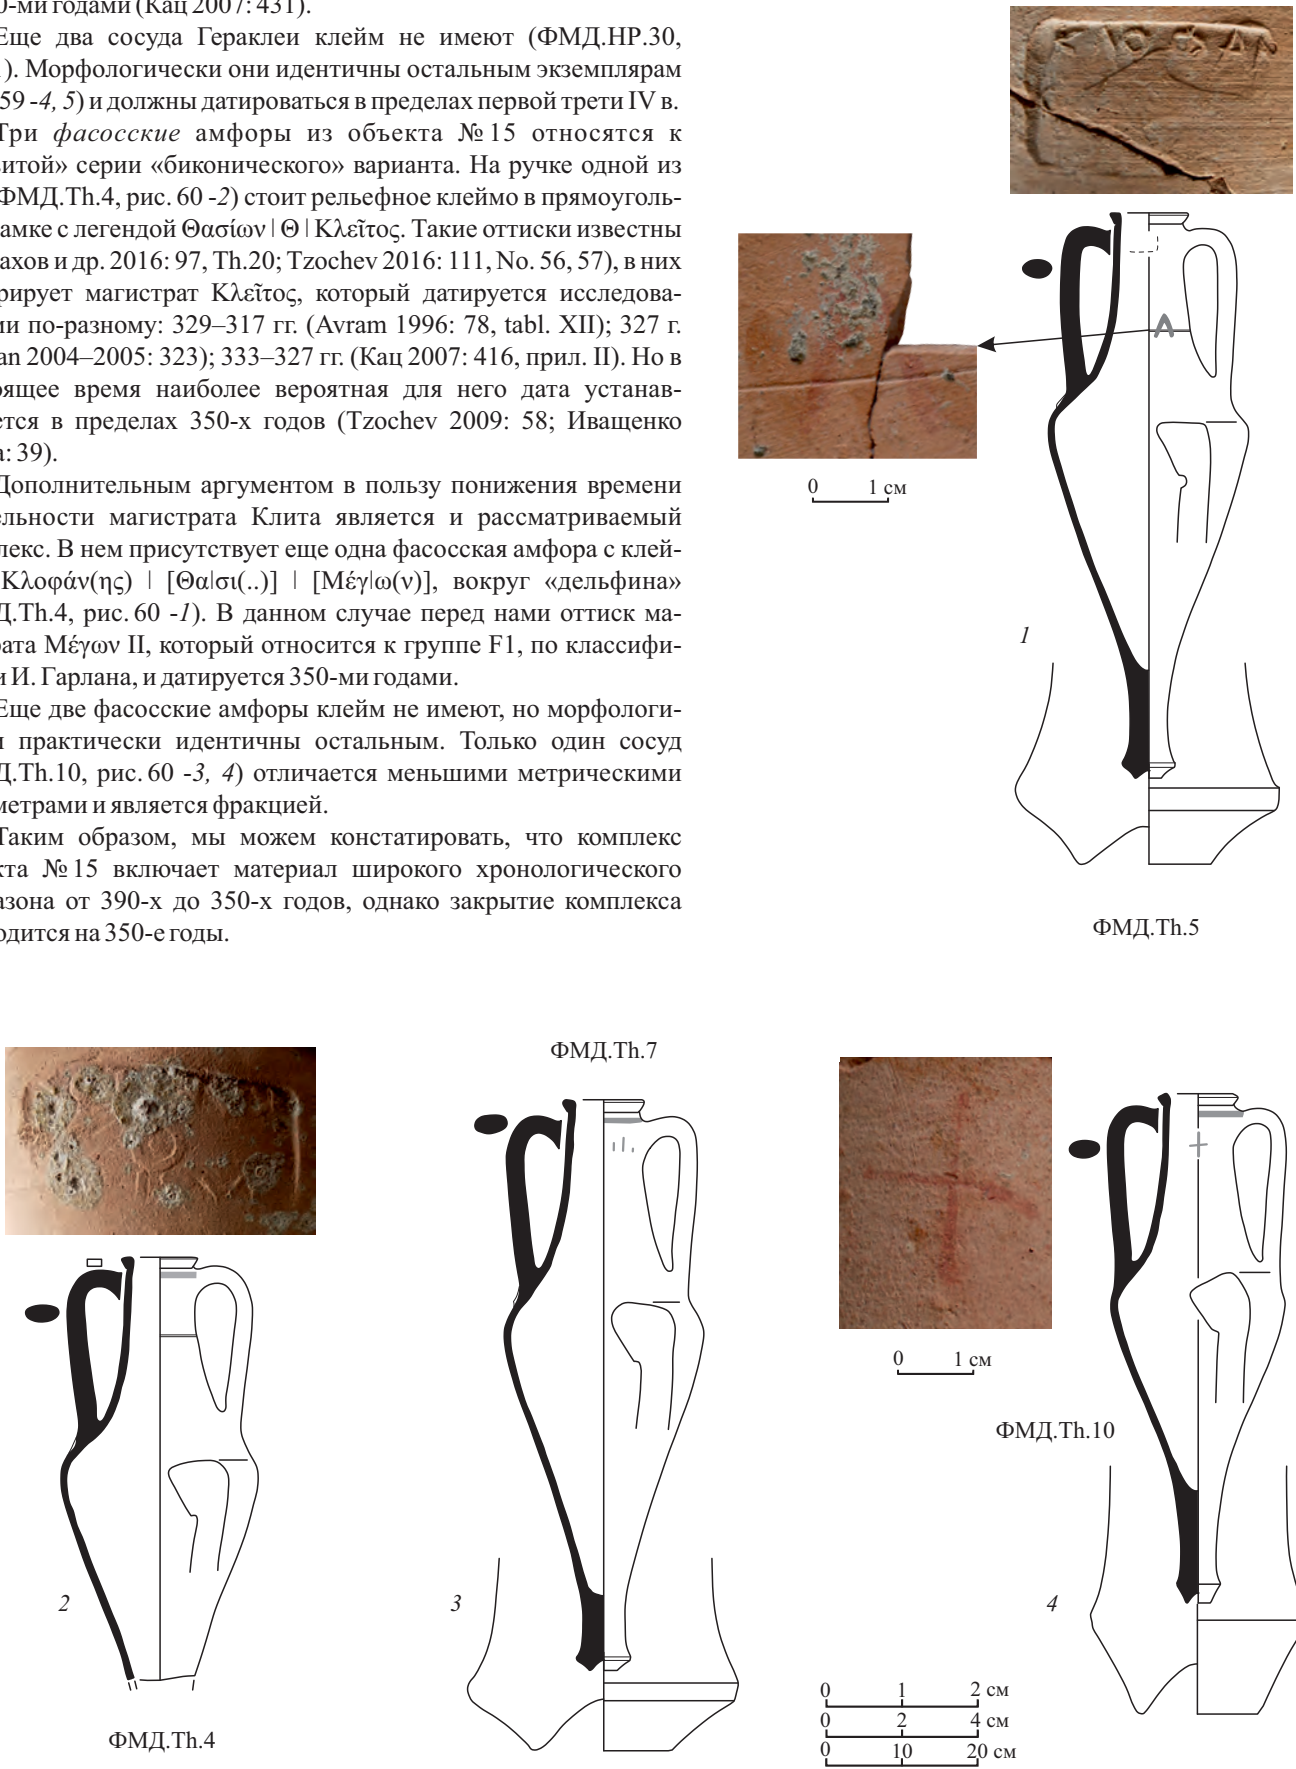 0-ми годами (Кац 2007: 431).
Еще два сосуда Гераклеи клейм не имеют (ФМД.НР.30,
). Морфологически они идентичны остальным экземплярам
59 -4, 5) и должны датироваться в пределах первой трети IV в.
Три фасосские амфоры из объекта № 15 относятся к
витой» серии «биконического» варианта. На ручке одной из
ФМД.Th.4, рис. 60 -2) стоит рельефное клеймо в прямоуголь-
амке с легендой Θασίων | Θ | Κλεῖτος. Такие оттиски известны
ахов и др. 2016: 97, Th.20; Tzochev 2016: 111, No. 56, 57), в них
рирует магистрат Κλεῖτος, который датируется исследова-
ми по-разному: 329–317 гг. (Avram 1996: 78, tabl. XII); 327 г.
an 2004–2005: 323); 333–327 гг. (Кац 2007: 416, прил. II). Но в
оящее время наиболее вероятная для него дата устанав-
ется в пределах 350-х годов (Tzochev 2009: 58; Иващенко
а: 39).
Дополнительным аргументом в пользу понижения времени
ельности магистрата Клита является и рассматриваемый
лекс. В нем присутствует еще одна фасосская амфора с клей-
Κλοφάν(ης) | [Θα|σι(..)] | [Μέγ|ω(ν)], вокруг «дельфина»
Д.Th.4, рис. 60 -1). В данном случае перед нами оттиск ма-
рата Μέγων II, который относится к группе F1, по классифи-
и И. Гарлана, и датируется 350-ми годами.
Еще две фасосские амфоры клейм не имеют, но морфологи-
и практически идентичны остальным. Только один сосуд
Д.Th.10, рис. 60 -3, 4) отличается меньшими метрическими
метрами и является фракцией.
Таким образом, мы можем констатировать, что комплекс
кта № 15 включает материал широкого хронологического
азона от 390-х до 350-х годов, однако закрытие комплекса
одится на 350-е годы.
0 1 см
1
ФМД.Th.5
ФМД.Th.7
0 1 см
ФМД.Th.10
2
3
4
ФМД.Th.4
0 1 2 см
0 2 4 см
0 10 20 см